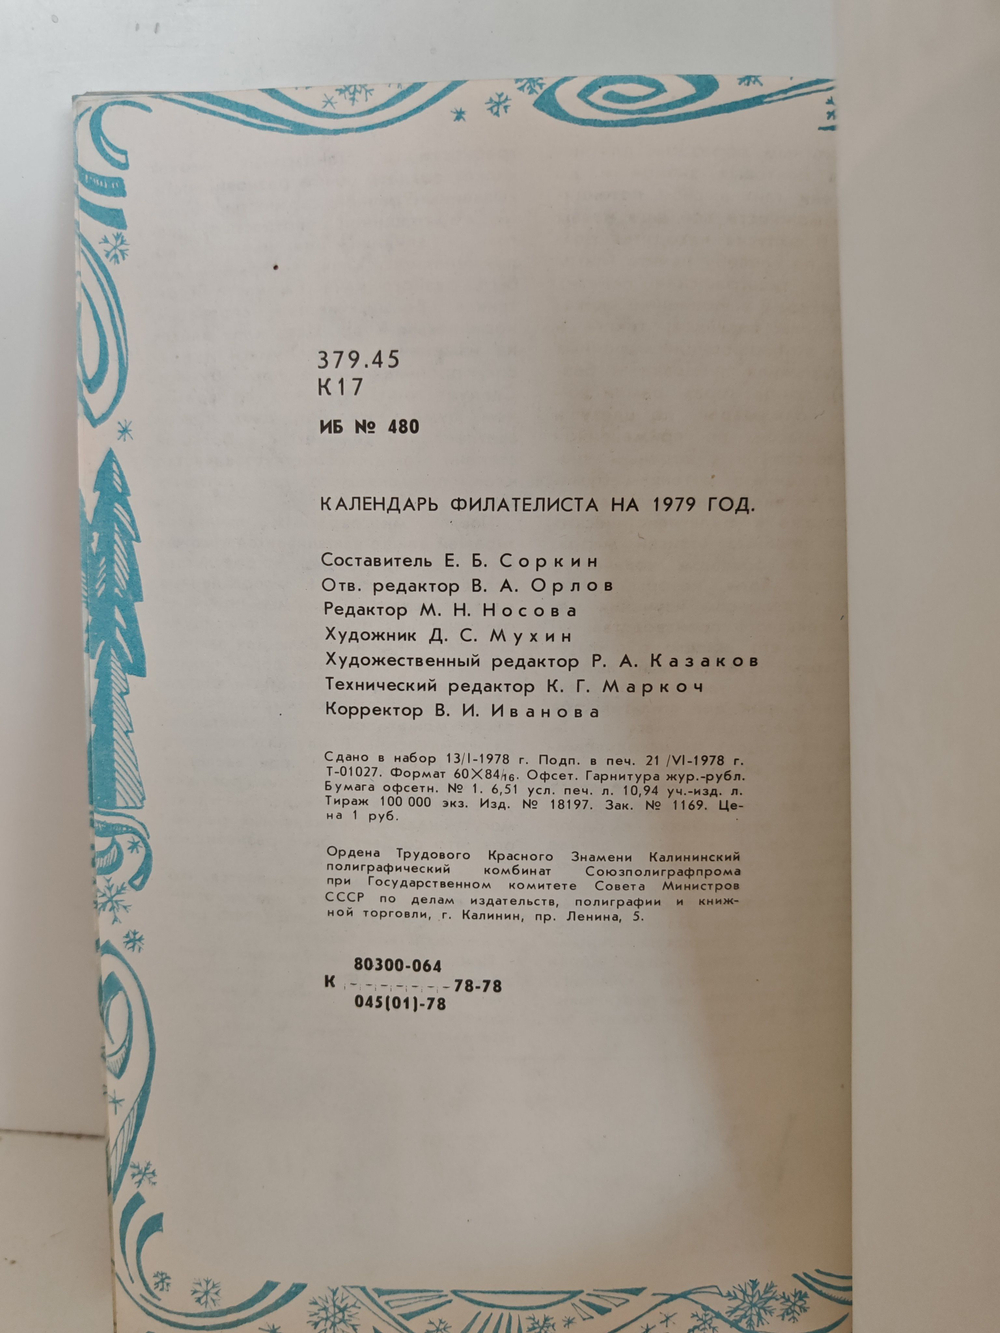 379.45
К17
ИБ № 480
КАЛЕНДАРЬ ФИЛАТЕЛИСТА НА 1979 ГОД.
Составитель Е. Б. Соркин
Отв. редактор В. А. Орлов
Редактор М. Н. Носова
Художник Д. С. Мухин
Художественный редактор Р. А. Казаков
Технический редактор К. Г. Маркоч
Корректор В. И. Иванова
Сдано в набор 13/I-1978 г. Подп. в печ. 21/VI-1978 г.
Т-01027. Формат 60×84/16. Офсет. Гарнитура жур.-рубл.
Бумага офсетн. № 1. 6,51 усл. печ. л. 10,94 уч.-изд. л.
Тираж 100 000 экз. Изд. № 18197. Зак. № 1169. Це-
на 1 руб.
Ордена Трудового Красного Знамени Калининский
полиграфический комбинат Союзполиграфпрома
при Государственном комитете Совета Министров
СССР по делам издательств, полиграфии и книж-
ной торговли, г. Калинин, пр. Ленина, 5.
80300-064
К - - - - - - - 78-78
045(01)-78